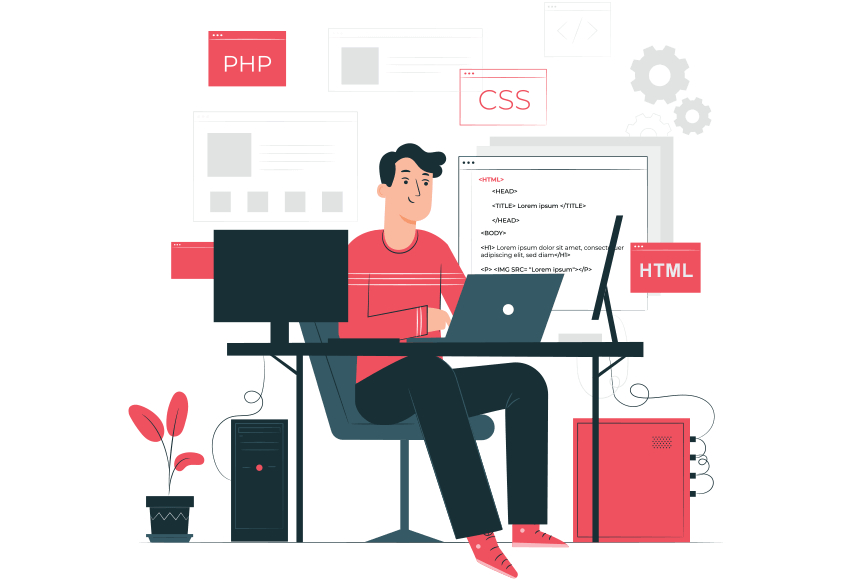 </>
PHP
CSS
<HTML>
<HEAD>
<TITLE> Lorem ipsum </TITLE>
</HEAD>
<BODY>
<H1> Lorem ipsum dolor sit amet, consectetuer
adipiscing elit, sed diam</H1>
<P> <IMG SRC= "Lorem ipsum"></P>
HTML